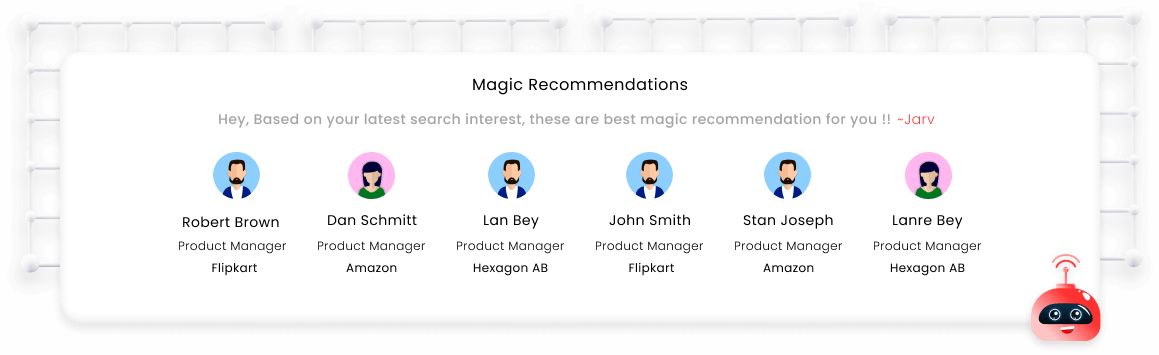 Magic Recommendations
Hey, Based on your latest search interest, these are best magic recommendation for you !! ~Jarv
Robert Brown
Product Manager
Flipkart
Dan Schmitt
Product Manager
Amazon
Lan Bey
Product Manager
Hexagon AB
John Smith
Product Manager
Flipkart
Stan Joseph
Product Manager
Amazon
Lanre Bey
Product Manager
Hexagon AB